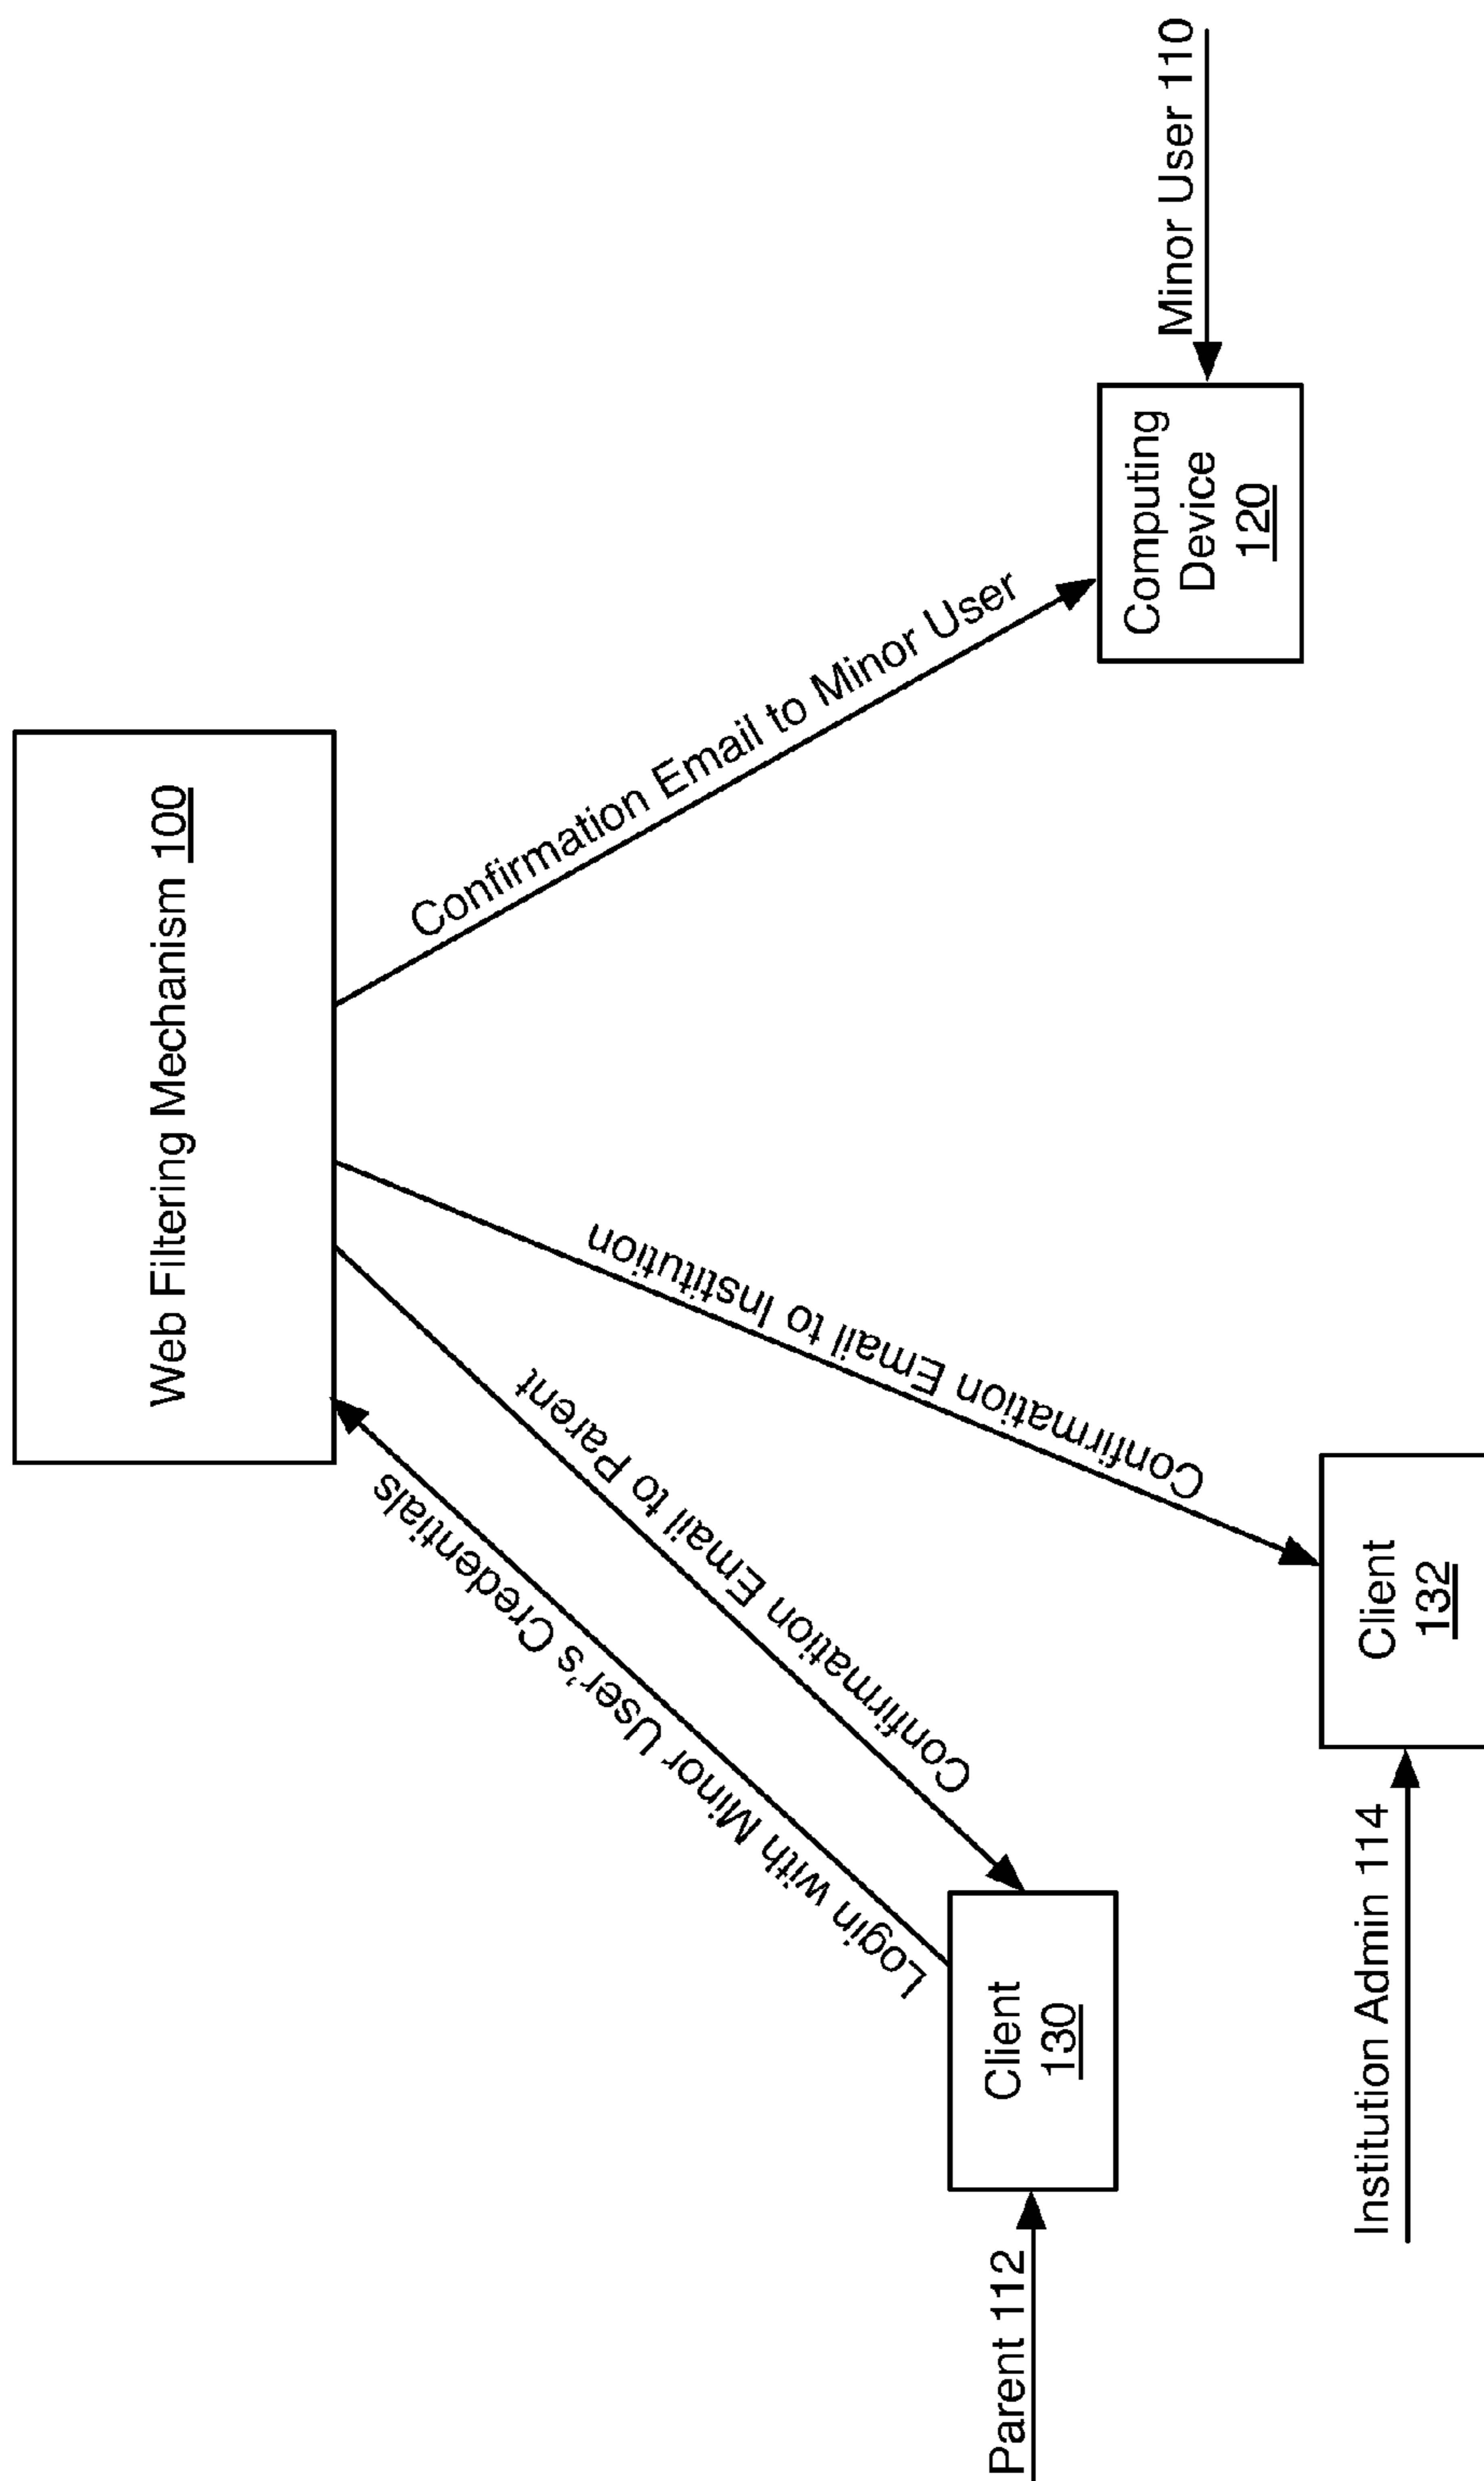 Web Filtering Mechanism 100
Login with Minor User's Credentials
Confirmation Email to Parent
Confirmation Email to Institution
Confirmation Email to Minor User
Parent 112
Client
130
Institution Admin 114
Client
132
Computing
Device
120
Minor User 110